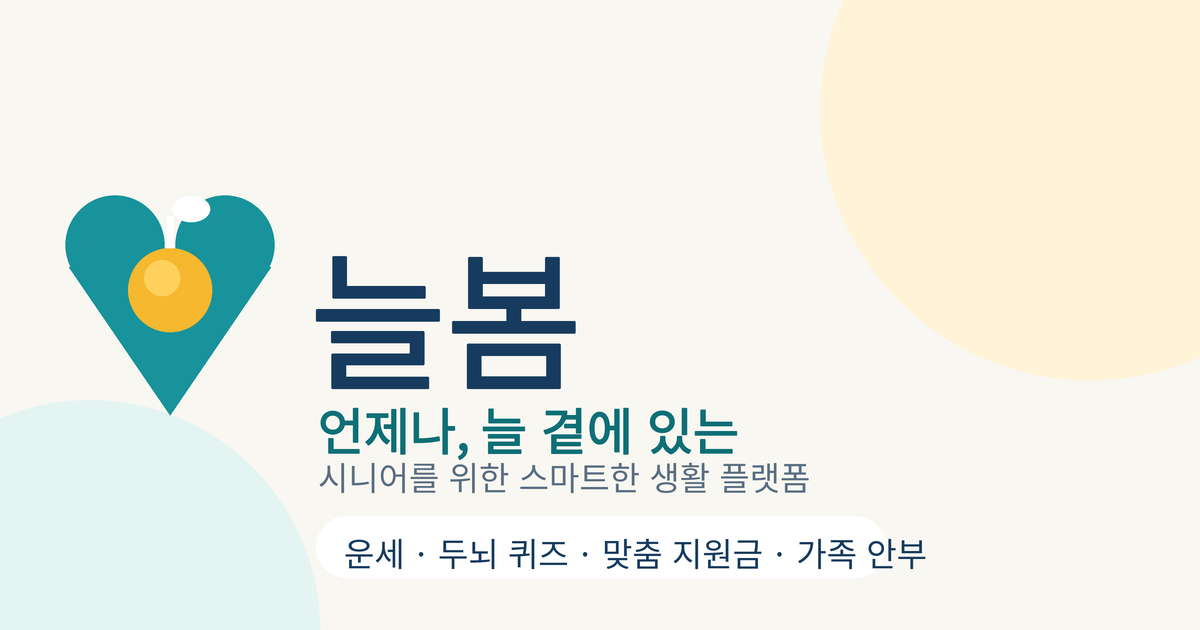 늘봄
언제나, 늘 곁에 있는
시니어를 위한 스마트한 생활 플랫폼
운세 · 두뇌 퀴즈 · 맞춤 지원금 · 가족 안부